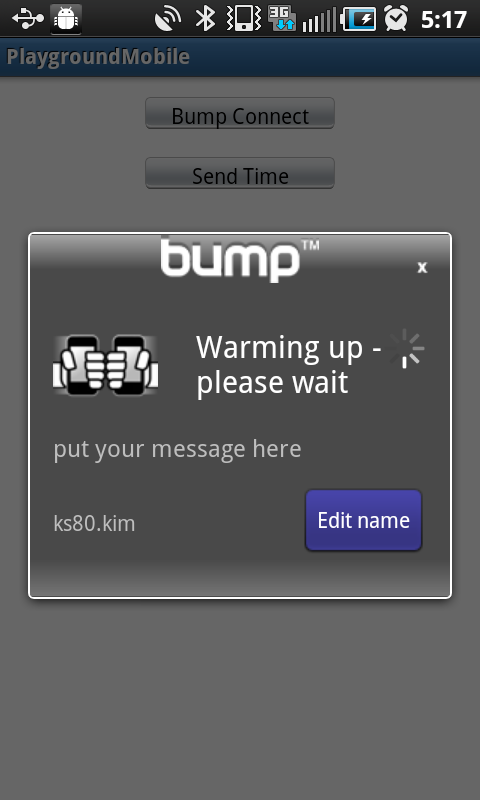 3G
5:17
PlaygroundMobile
Bump Connect
Send Time
bump™
x
Warming up -
please wait
put your message here
ks80.kim
Edit name